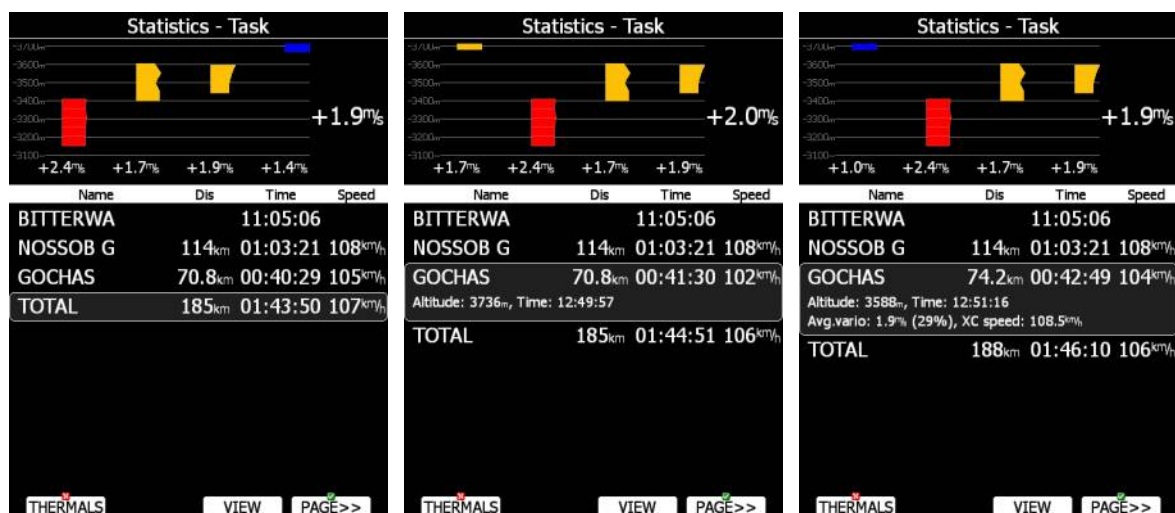 Statistics - Task
-3700m
-3600m
-3500m
-3400m
-3300m
-3200m
-3100m
+1.9m/s
+2.4m/s +1.7m/s +1.9m/s +1.4m/s
Name Dis Time Speed
BITTERWA 11:05:06
NOSSOB G 114km 01:03:21 108km/h
GOCHAS 70.8km 00:40:29 105km/h
TOTAL 185km 01:43:50 107km/h
THERMALS VIEW PAGE>>
Statistics - Task
-3700m
-3600m
-3500m
-3400m
-3300m
-3200m
-3100m
+2.0m/s
+1.7m/s +2.4m/s +1.7m/s +1.9m/s
Name Dis Time Speed
BITTERWA 11:05:06
NOSSOB G 114km 01:03:21 108km/h
GOCHAS 70.8km 00:41:30 102km/h
Altitude: 3736m, Time: 12:49:57
TOTAL 185km 01:44:51 106km/h
THERMALS VIEW PAGE>>
Statistics - Task
-3700m
-3600m
-3500m
-3400m
-3300m
-3200m
-3100m
+1.9m/s
+1.0m/s +2.4m/s +1.7m/s +1.9m/s
Name Dis Time Speed
BITTERWA 11:05:06
NOSSOB G 114km 01:03:21 108km/h
GOCHAS 74.2km 00:42:49 104km/h
Altitude: 3588m, Time: 12:51:16
Avg.vario: 1.9m/s (29%), XC speed: 108.5km/h
TOTAL 188km 01:46:10 106km/h
THERMALS VIEW PAGE>>